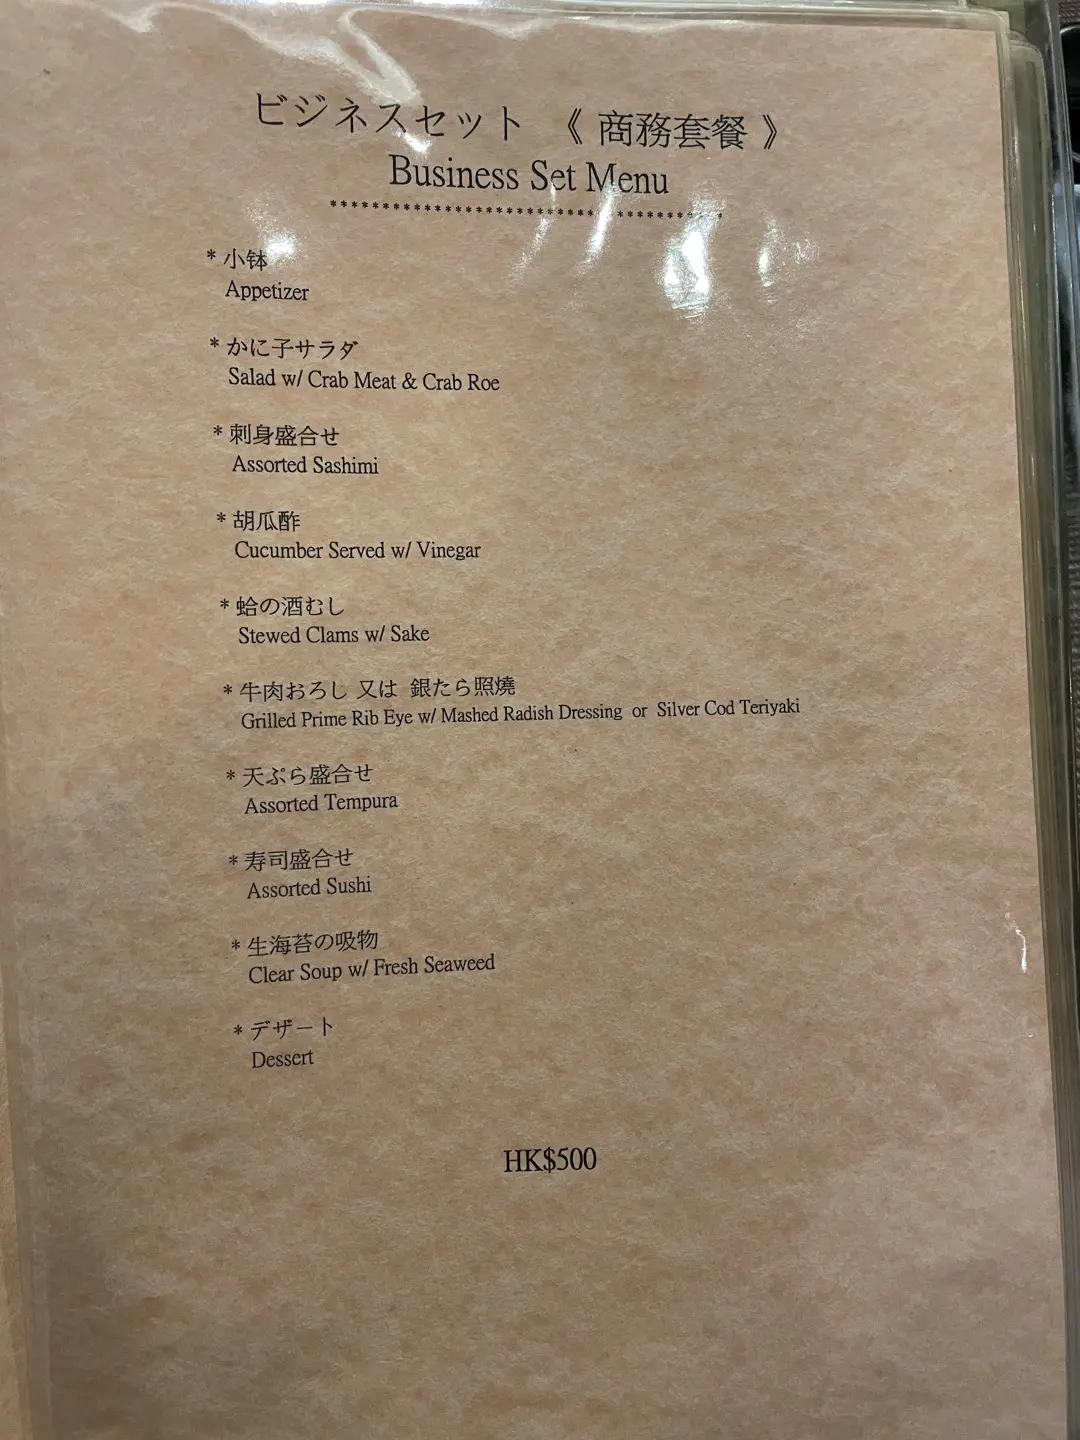 ビジネスセット 《 商務套餐 》
Business Set Menu
**************************************
* 小钵
Appetizer
* かに子サラダ
Salad w/ Crab Meat & Crab Roe
* 刺身盛合せ
Assorted Sashimi
* 胡瓜酢
Cucumber Served w/ Vinegar
* 蛤の酒むし
Stewed Clams w/ Sake
* 牛肉おろし 又は 銀たら照燒
Grilled Prime Rib Eye w/ Mashed Radish Dressing or Silver Cod Teriyaki
* 天ぷら盛合せ
Assorted Tempura
* 寿司盛合せ
Assorted Sushi
* 生海苔の吸物
Clear Soup w/ Fresh Seaweed
* デザート
Dessert
HK$500